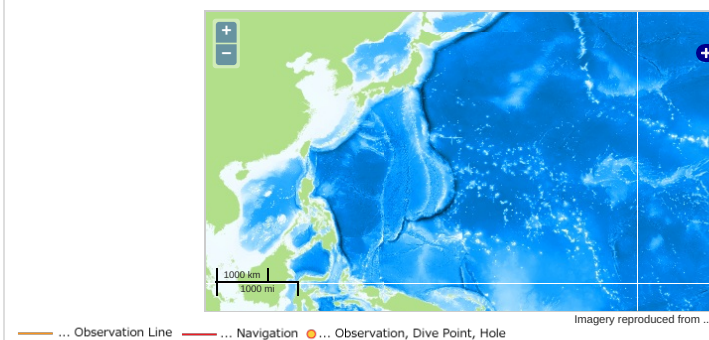 +
−
+
1000 km
1000 mi
Imagery reproduced from ..
... Observation Line ... Navigation ... Observation, Dive Point, Hole